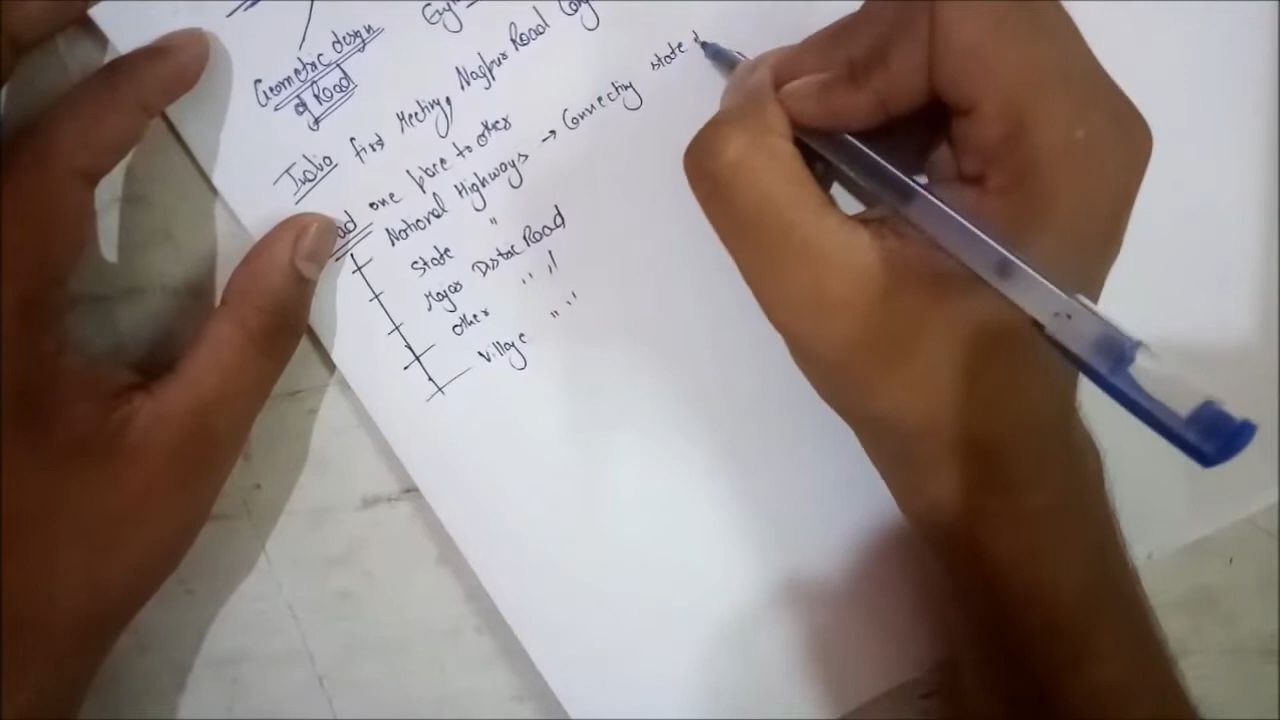 Geometric design
of Road
India first Meeting, Nagpur Road
Road one place to other
National Highways → Connecting state
State "
Major Distric Road
other " "
Village " "